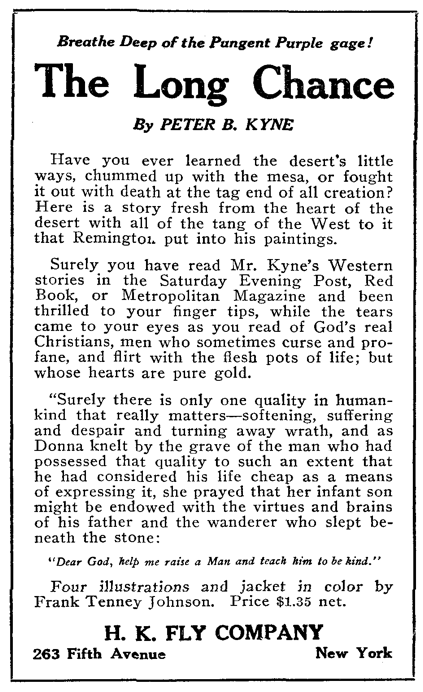 Breathe Deep of the Pungent Purple gage!
The Long Chance
By PETER B. KYNE
Have you ever learned the desert's little
ways, chummed up with the mesa, or fought
it out with death at the tag end of all creation?
Here is a story fresh from the heart of the
desert with all of the tang of the West to it
that Remington put into his paintings.
Surely you have read Mr. Kyne's Western
stories in the Saturday Evening Post, Red
Book, or Metropolitan Magazine and been
thrilled to your finger tips, while the tears
came to your eyes as you read of God's real
Christians, men who sometimes curse and pro-
fane, and flirt with the flesh pots of life; but
whose hearts are pure gold.
"Surely there is only one quality in human-
kind that really matters—softening, suffering
and despair and turning away wrath, and as
Donna knelt by the grave of the man who had
possessed that quality to such an extent that
he had considered his life cheap as a means
of expressing it, she prayed that her infant son
might be endowed with the virtues and brains
of his father and the wanderer who slept be-
neath the stone:
"Dear God, help me raise a Man and teach him to be kind."
Four illustrations and jacket in color by
Frank Tenney Johnson. Price $1.35 net.
H. K. FLY COMPANY
263 Fifth Avenue New York